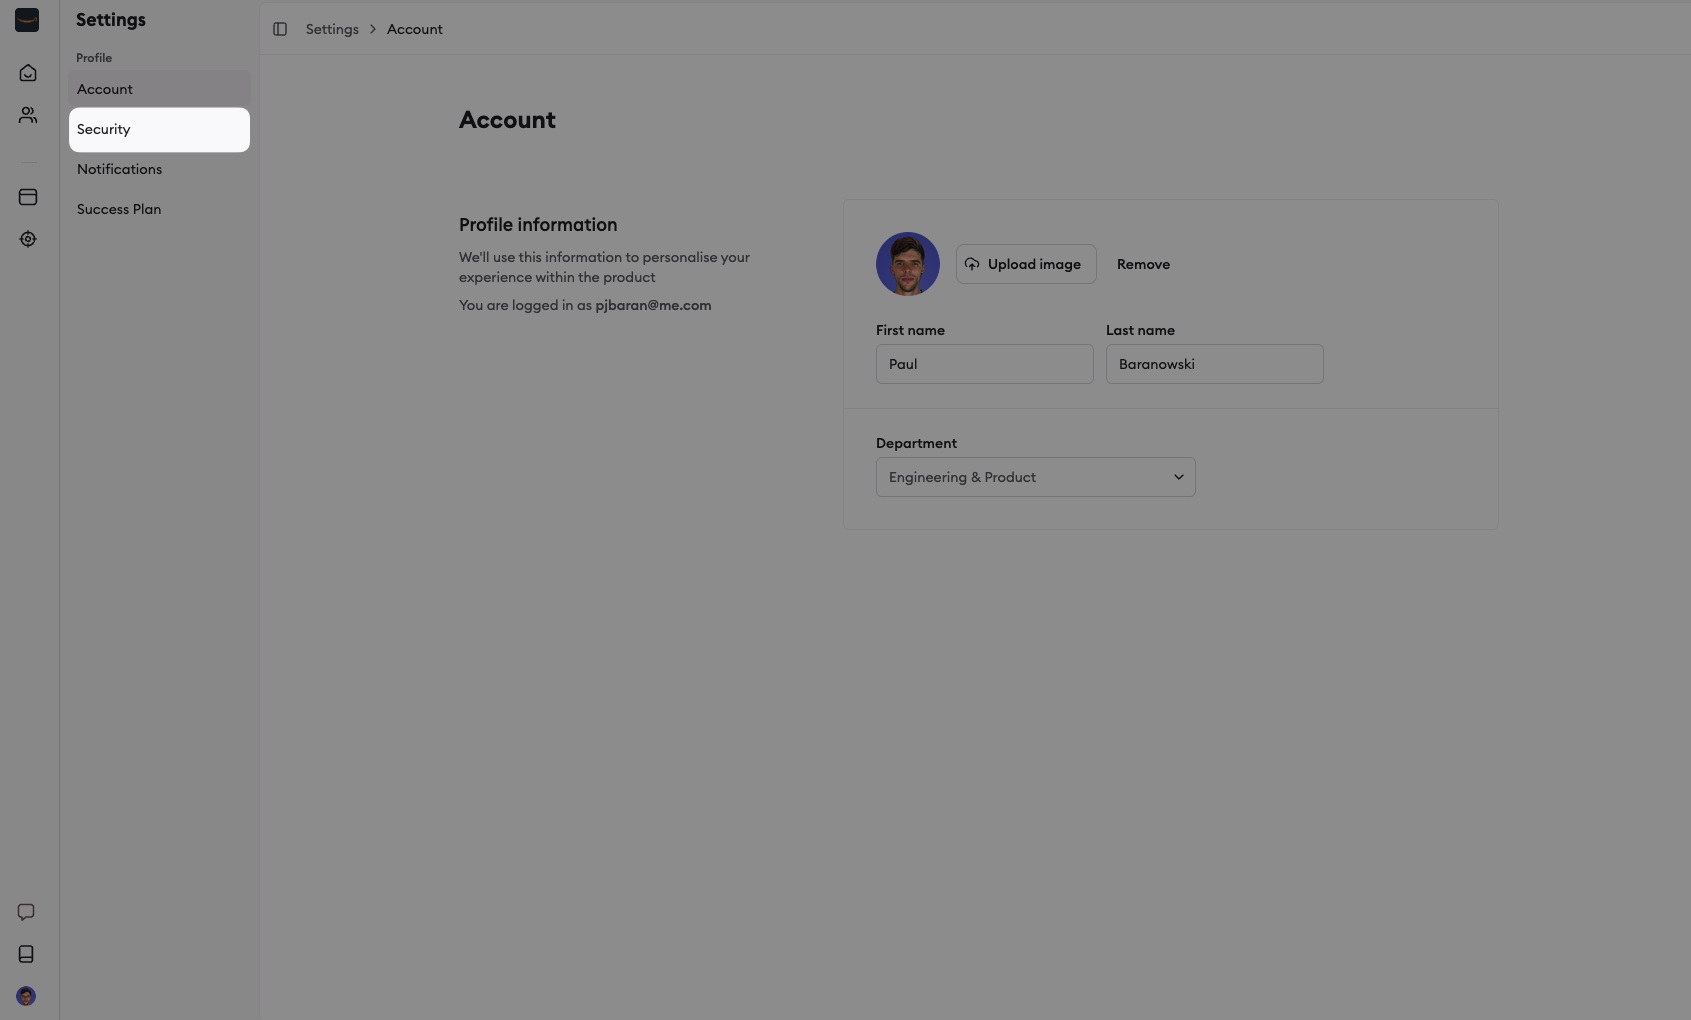 Settings
Profile
Account
Security
Notifications
Success Plan
Settings > Account
Account
Profile information
We'll use this information to personalise your
experience within the product
You are logged in as pjbaran@me.com
Upload image
Remove
First name
Last name
Paul
Baranowski
Department
Engineering & Product